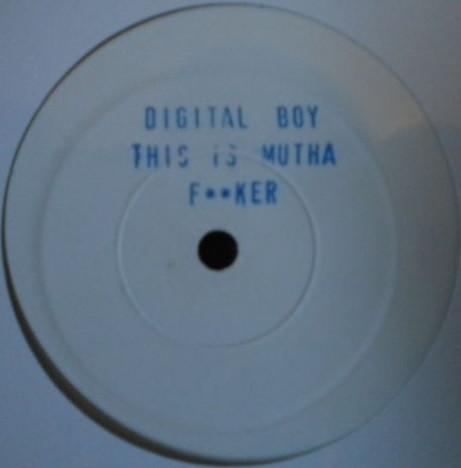 DIGITAL BOY
THIS IS MUTHA
F**KER